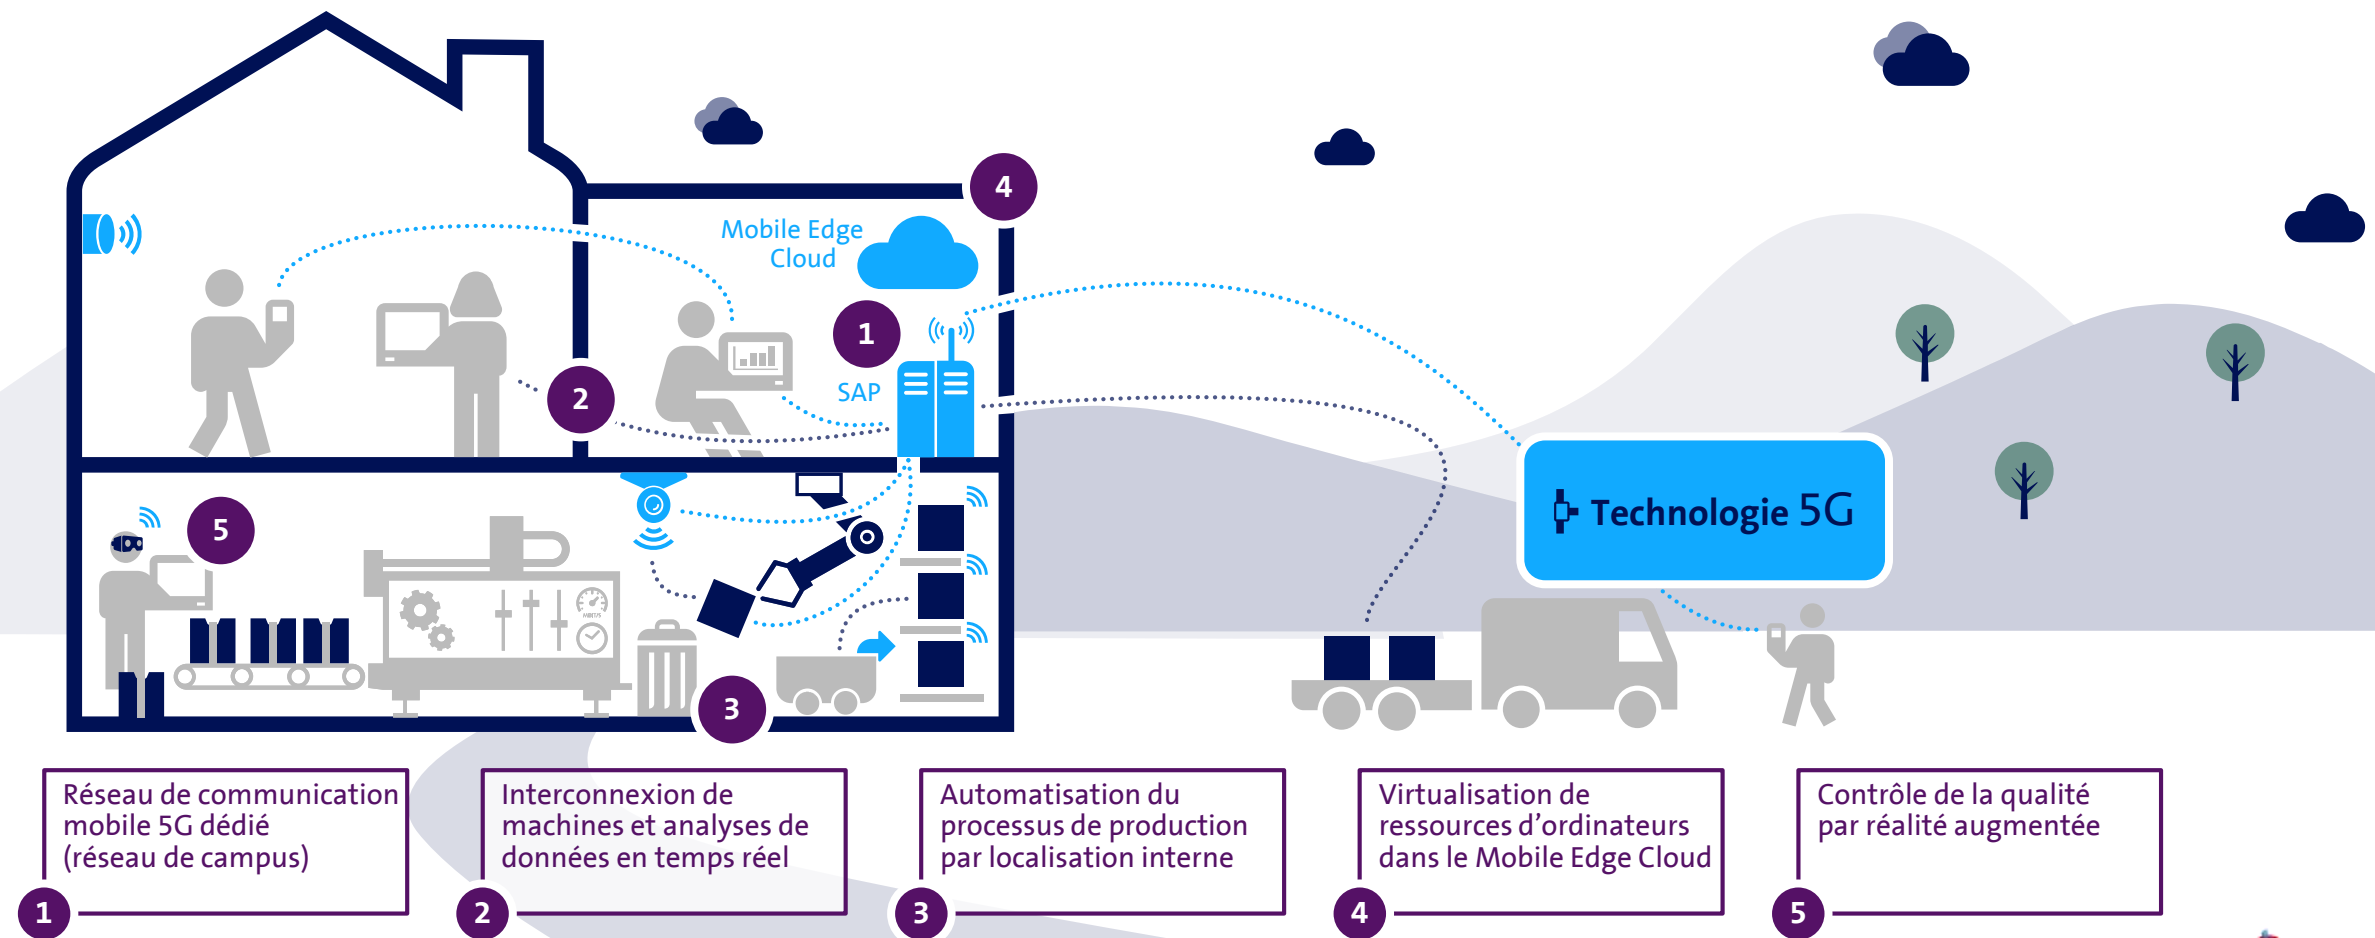 4
Mobile Edge
Cloud
1
SAP
2
5
3
Technologie 5G
Réseau de communication
mobile 5G dédié
(réseau de campus)
1
Interconnexion de
machines et analyses de
données en temps réel
2
Automatisation du
processus de production
par localisation interne
3
Virtualisation de
ressources d’ordinateurs
dans le Mobile Edge Cloud
4
Contrôle de la qualité
par réalité augmentée
5